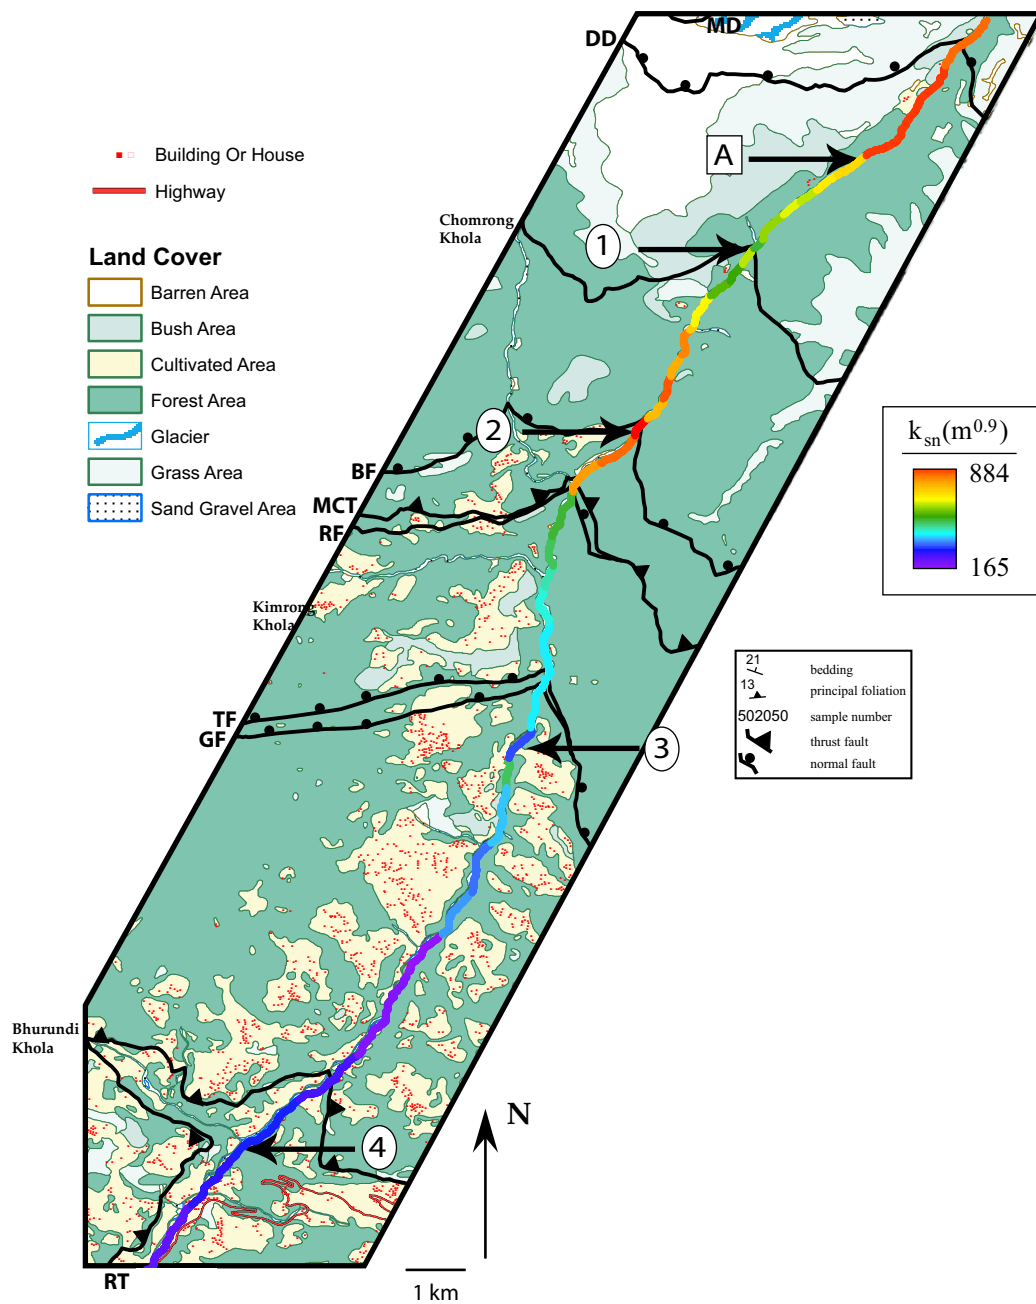 MD
DD
A
Building Or House
Highway
Chomrong
Khola
1
Land Cover
Barren Area
Bush Area
Cultivated Area
Forest Area
Glacier
Grass Area
Sand Gravel Area
2
BF
MCT
RF
k_sn(m^0.9)
884
165
Kimrong
Khola
21
bedding
13
principal foliation
502050
sample number
thrust fault
normal fault
TF
GF
3
Bhurundi
Khola
N
4
RT
1 km